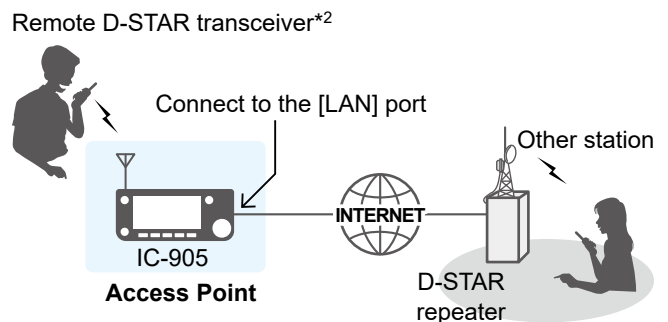 Remote D-STAR transceiver*2
Connect to the [LAN] port
Other station
INTERNET
IC-905
Access Point
D-STAR
repeater